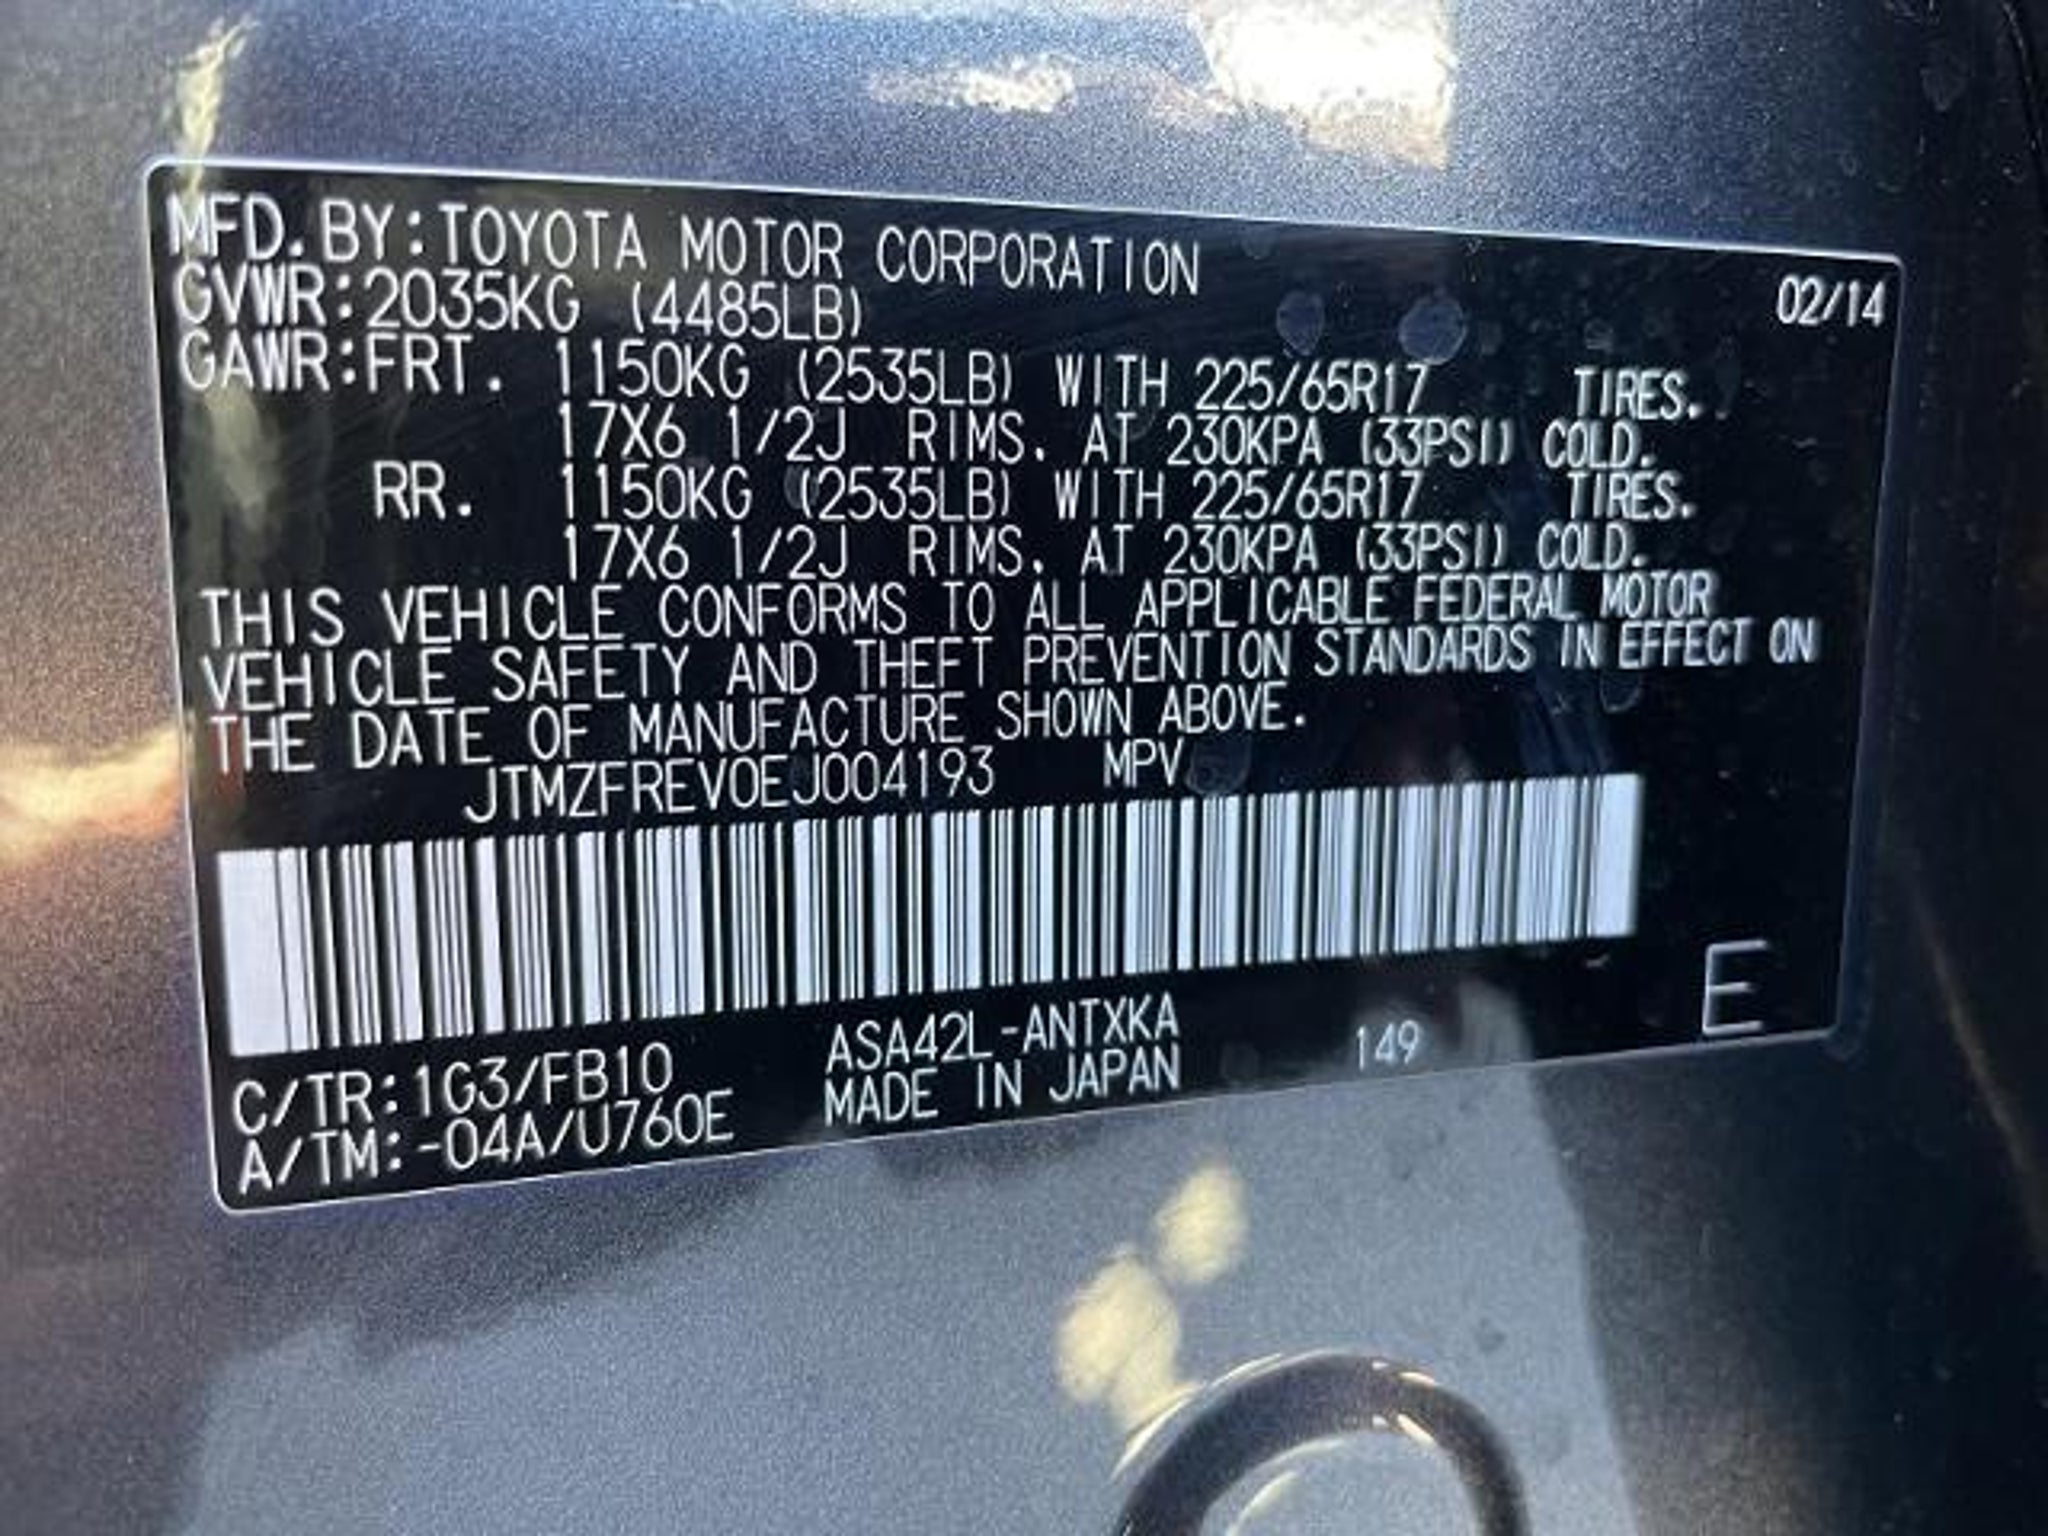 MFD. BY: TOYOTA MOTOR CORPORATION 02/14
GVWR: 2035KG (4485LB)
GAWR: FRT. 1150KG (2535LB) WITH 225/65R17 TIRES.
17X6 1/2J RIMS. AT 230KPA (33PSI) COLD.
RR. 1150KG (2535LB) WITH 225/65R17 TIRES.
17X6 1/2J RIMS. AT 230KPA (33PSI) COLD.
THIS VEHICLE CONFORMS TO ALL APPLICABLE FEDERAL MOTOR
VEHICLE SAFETY AND THEFT PREVENTION STANDARDS IN EFFECT ON
THE DATE OF MANUFACTURE SHOWN ABOVE.
JTMZFREV0EJ004193 MPV
E
C/TR: 1G3/FB10 ASA42L-ANTXKA 149
A/TM: -04A/U760E MADE IN JAPAN